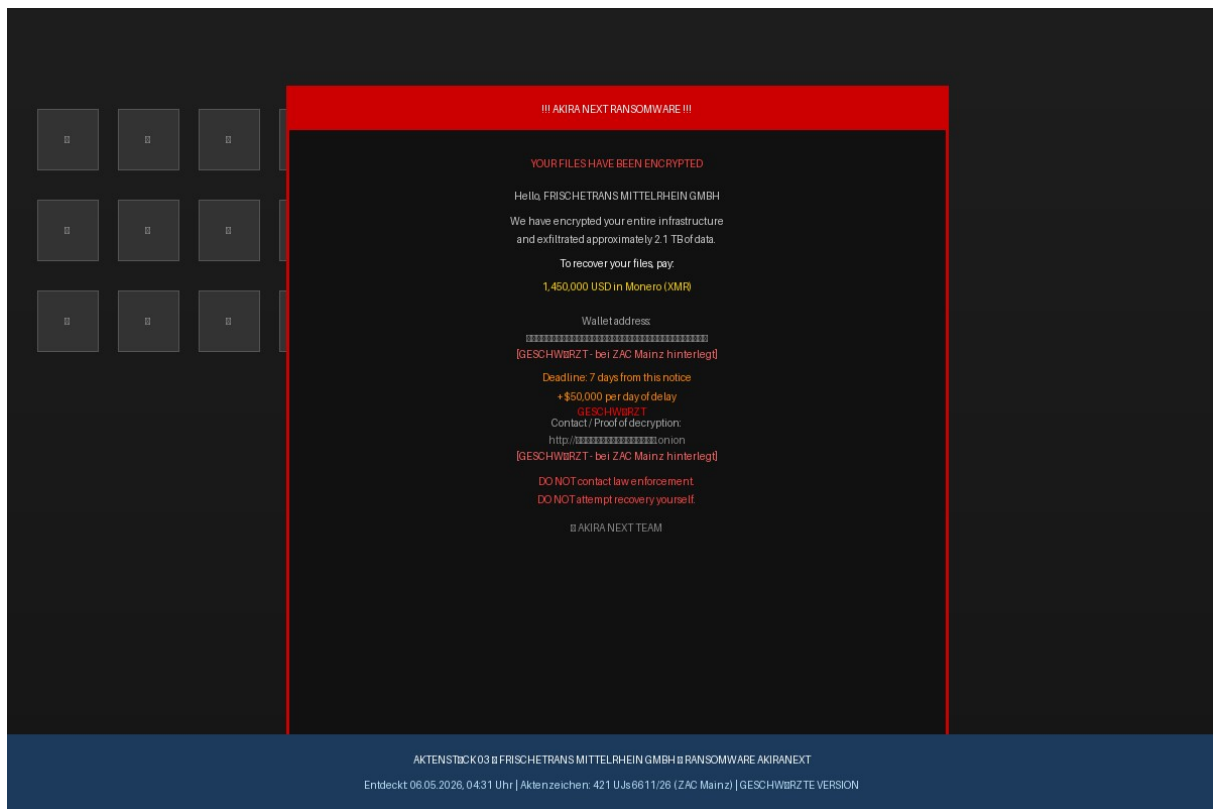 !!! AKIRA NEXT RANSOMWARE !!!
YOUR FILES HAVE BEEN ENCRYPTED
Hello, FRISCHETRANS MITTELRHEIN GMBH
We have encrypted your entire infrastructure
and exfiltrated approximately 2.1 TB of data.
To recover your files, pay:
1,450,000 USD in Monero (XMR)
Wallet address:
[GESCHW▯RZT - bei ZAC Mainz hinterlegt]
Deadline: 7 days from this notice
+ $50,000 per day of delay
GESCHW▯RZT
Contact / Proof of decryption:
http://▯▯▯▯▯▯▯▯▯▯▯▯▯▯▯▯.onion
[GESCHW▯RZT - bei ZAC Mainz hinterlegt]
DO NOT contact law enforcement.
DO NOT attempt recovery yourself.
▯ AKIRA NEXT TEAM
AKTENST▯CK 03 ▯ FRISCHETRANS MITTELRHEIN GMBH ▯ RANSOMWARE AKIRANEXT
Entdeckt: 06.05.2026, 04:31 Uhr | Aktenzeichen: 421 UJs 6611/26 (ZAC Mainz) | GESCHW▯RZTE VERSION